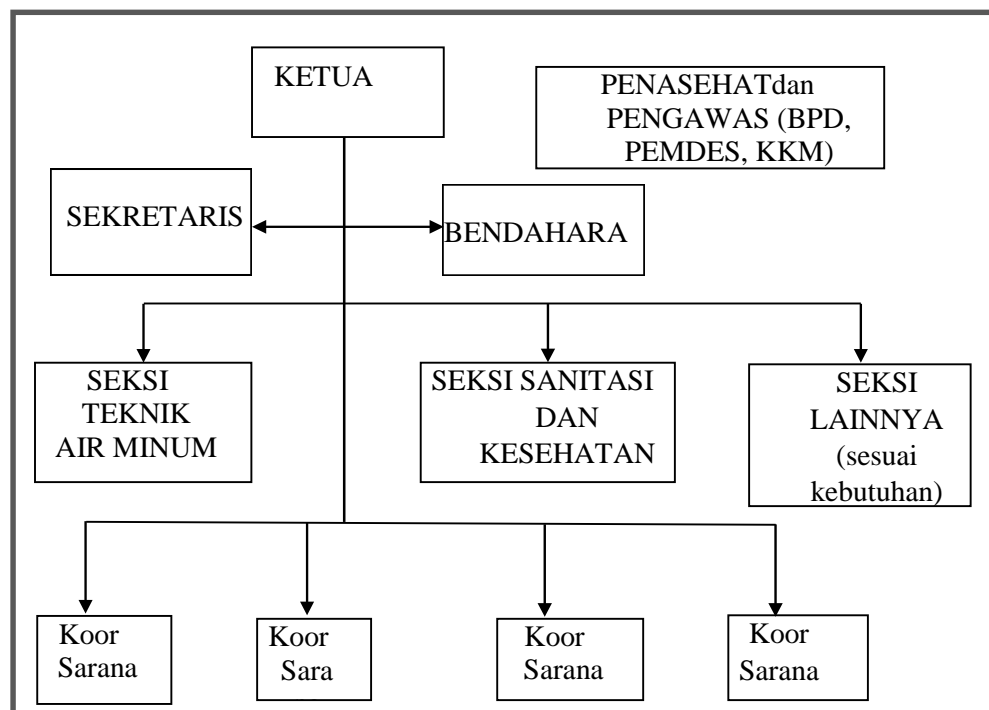 KETUA
PENASEHATdan
PENGAWAS (BPD,
PEMDES, KKM)
SEKRETARIS
BENDAHARA
SEKSI
TEKNIK
AIR MINUM
SEKSI SANITASI
DAN
KESEHATAN
SEKSI
LAINNYA
(sesuai
kebutuhan)
Koor
Sarana
Koor
Sara
Koor
Sarana
Koor
Sarana